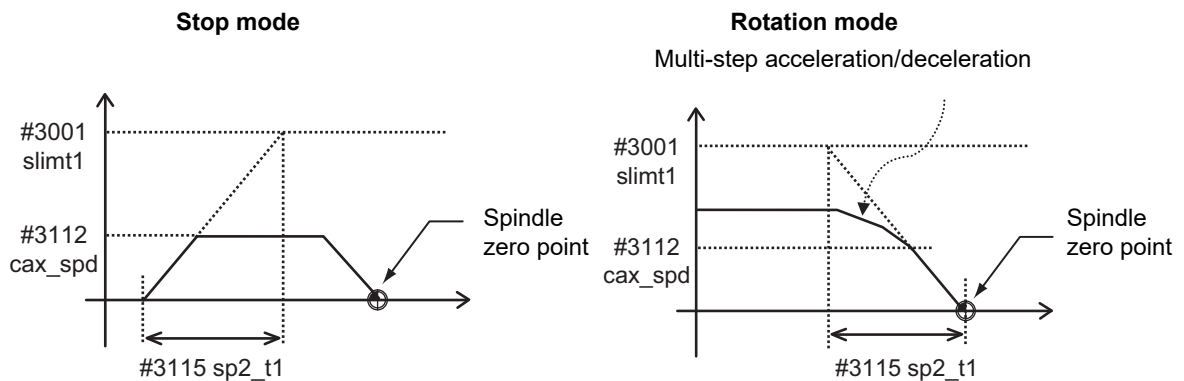 Stop mode
#3001
slimt1
#3112
cax_spd
Spindle
zero point
#3115 sp2_t1
Rotation mode
Multi-step acceleration/deceleration
#3001
slimt1
#3112
cax_spd
Spindle
zero point
#3115 sp2_t1